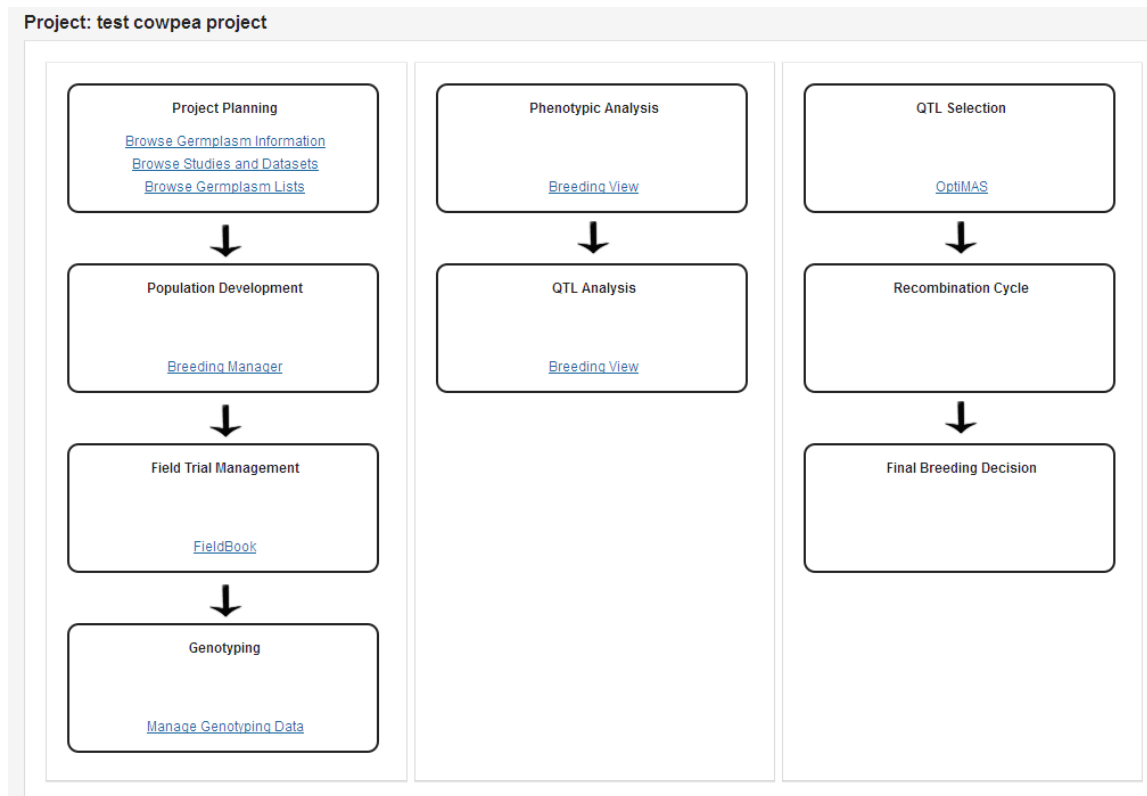 Project: test cowpea project
Project Planning
Browse Germplasm Information
Browse Studies and Datasets
Browse Germplasm Lists
Population Development
Breeding Manager
Field Trial Management
FieldBook
Genotyping
Manage Genotyping Data
Phenotypic Analysis
Breeding View
QTL Analysis
Breeding View
QTL Selection
OptiMAS
Recombination Cycle
Final Breeding Decision